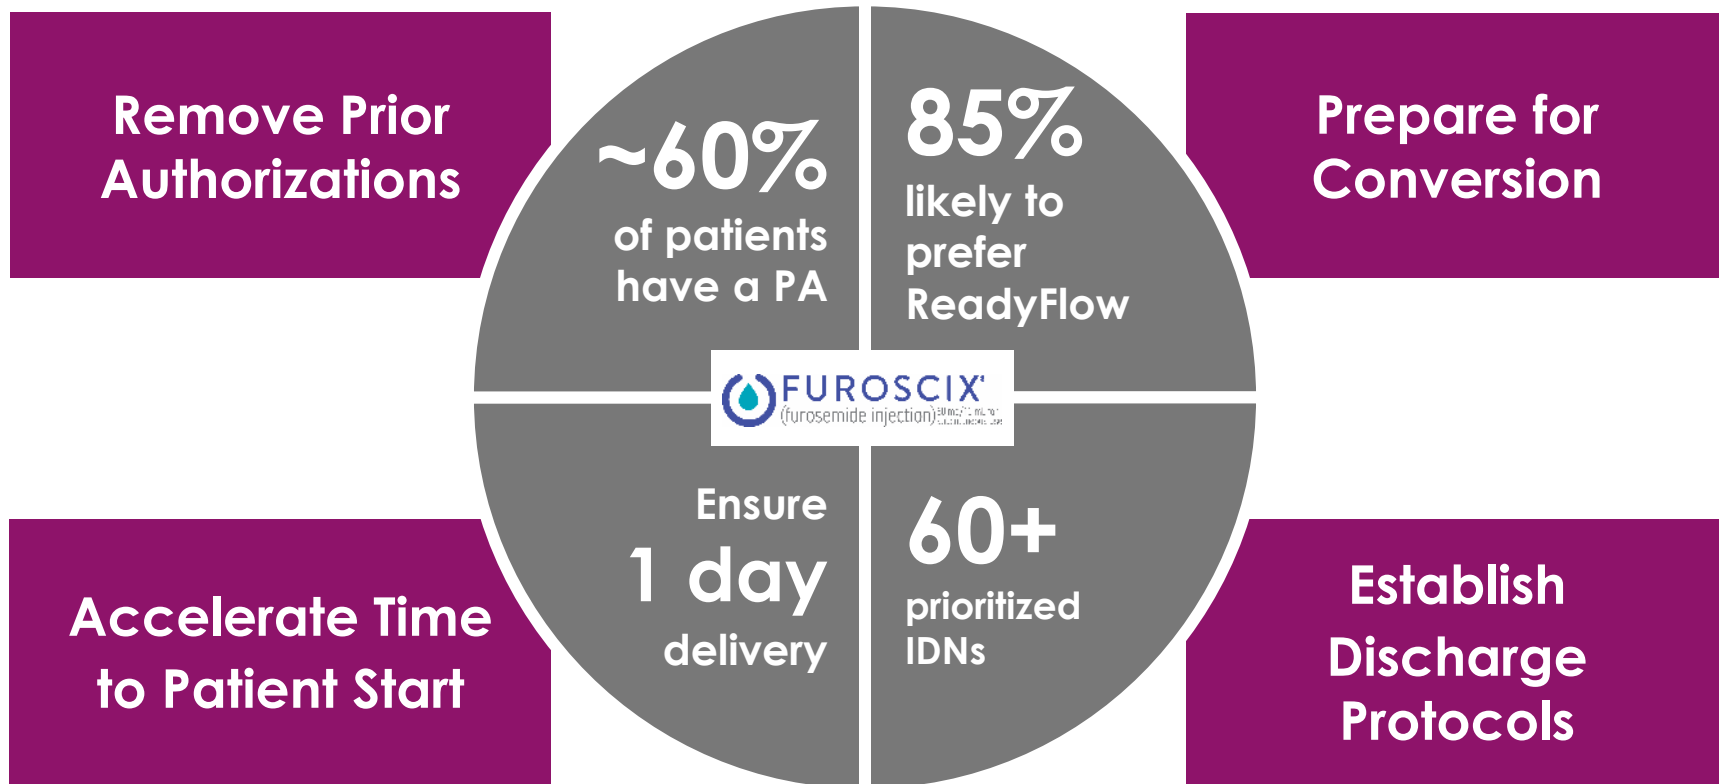 Remove Prior
Authorizations
~60%
of patients
have a PA
85%
likely to
prefer
ReadyFlow
Prepare for
Conversion
FUROSCIX
(furosemide injection)
Accelerate Time
to Patient Start
Ensure
1 day
delivery
60+
prioritized
IDNs
Establish
Discharge
Protocols